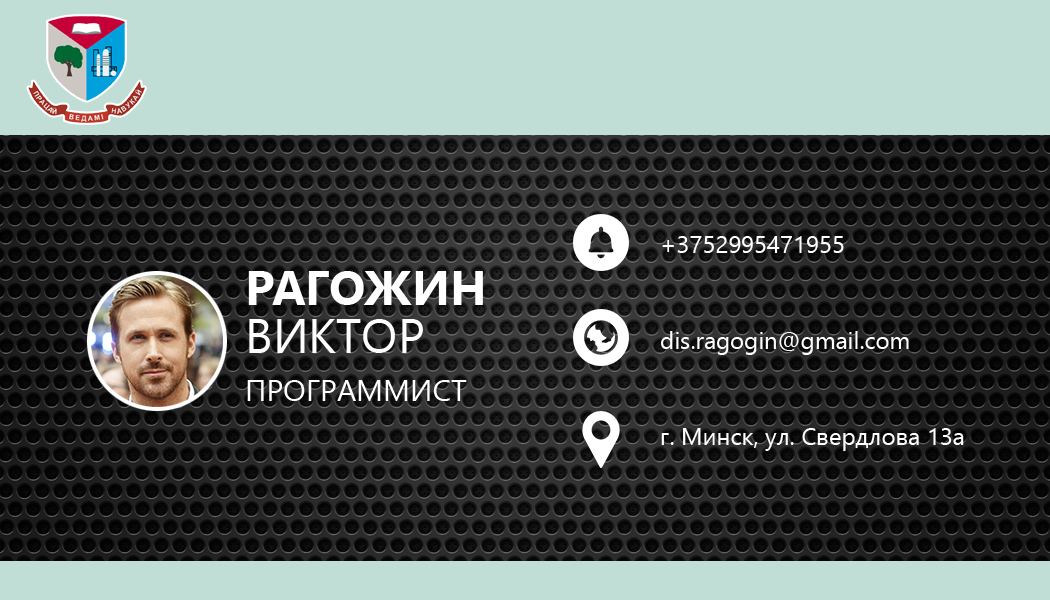 ПРАЦАЙ ВЕДАМІ НАВУКАЙ
РАГОЖИН
ВИКТОР
ПРОГРАММИСТ
+3752995471955
dis.ragogin@gmail.com
г. Минск, ул. Свердлова 13а